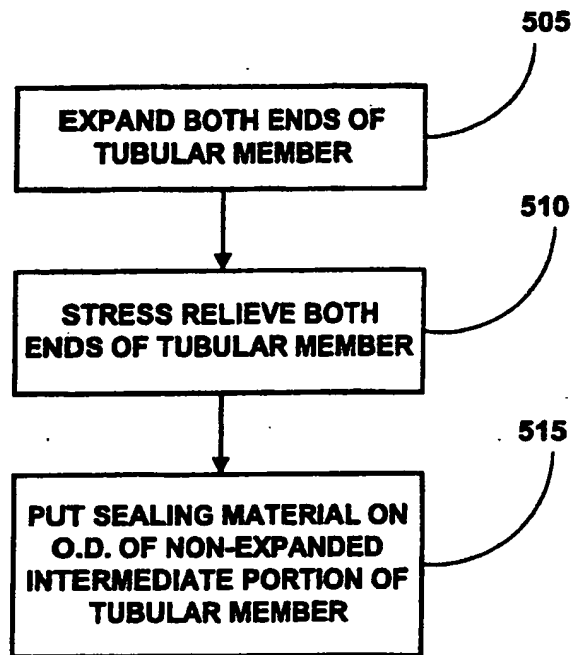 505
EXPAND BOTH ENDS OF
TUBULAR MEMBER
510
STRESS RELIEVE BOTH
ENDS OF TUBULAR MEMBER
515
PUT SEALING MATERIAL ON
O.D. OF NON-EXPANDED
INTERMEDIATE PORTION OF
TUBULAR MEMBER